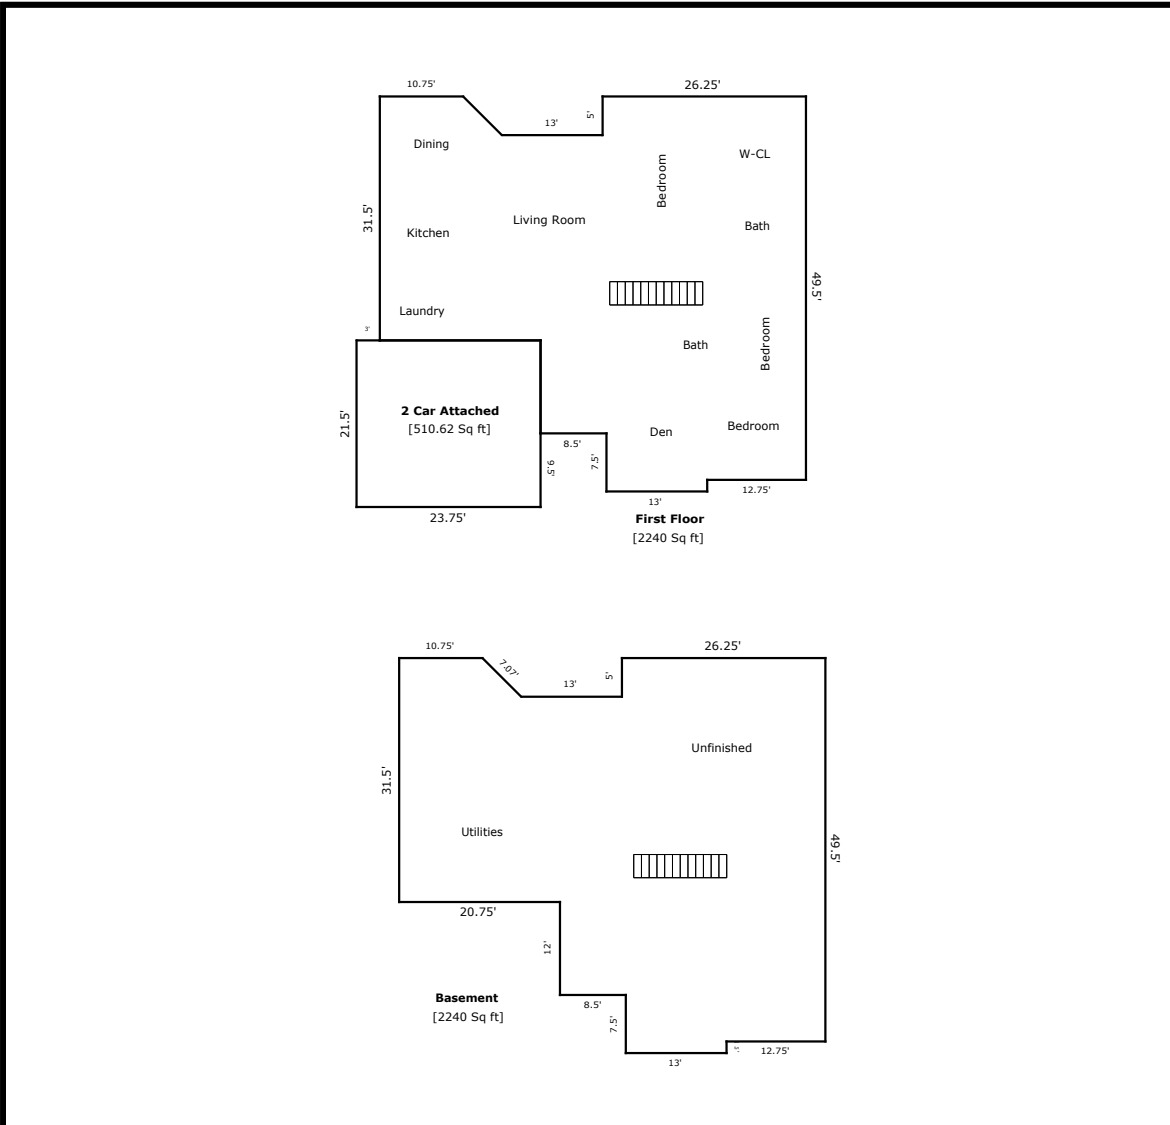 10.75'
26.25'
13'
5'
Dining
W-CL
Bedroom
31.5'
Living Room
Kitchen
Bath
49.5'
Laundry
3'
Bath
Bedroom
21.5'
2 Car Attached
[510.62 Sq ft]
Den
Bedroom
8.5'
7.5'
9.5'
12.75'
13'
23.75'
First Floor
[2240 Sq ft]
10.75'
26.25'
7.07'
13'
5'
Unfinished
31.5'
Utilities
49.5'
20.75'
12'
Basement
[2240 Sq ft]
8.5'
7.5'
12.75'
13'